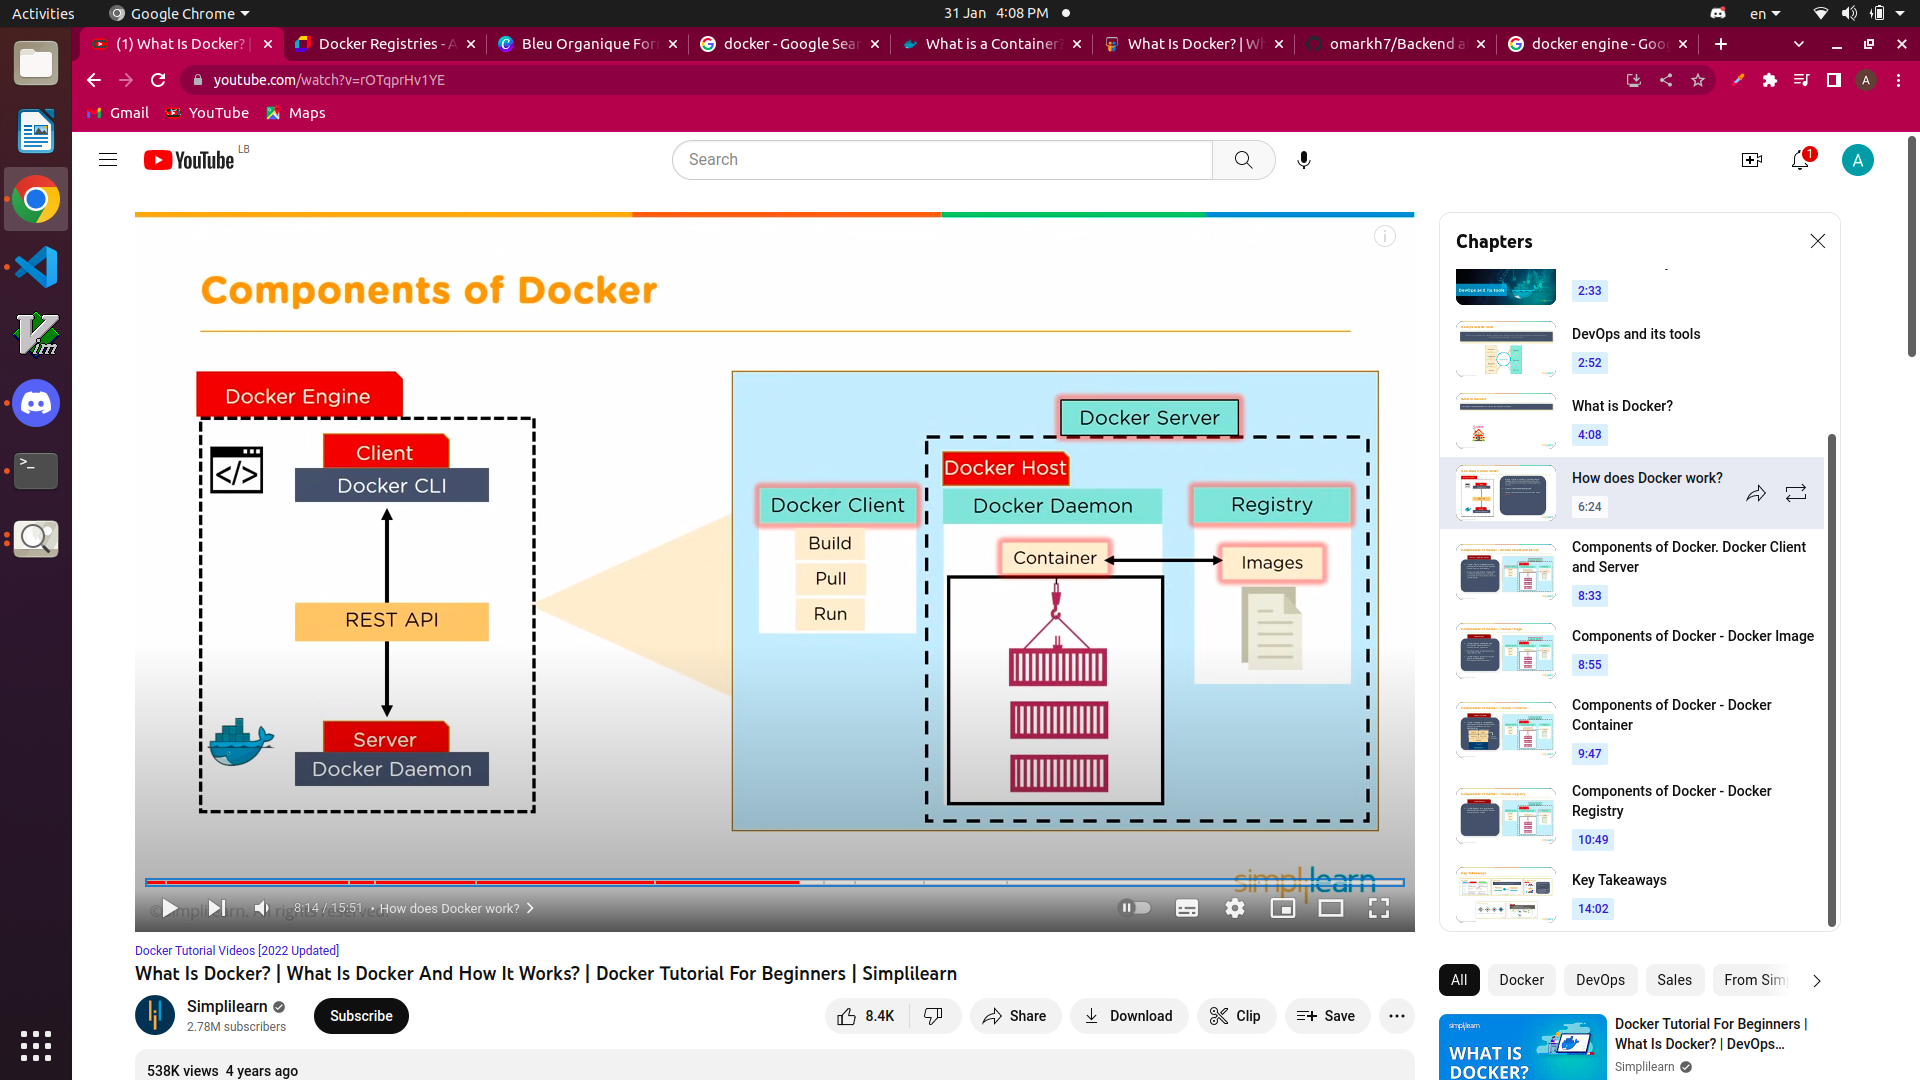 Activities
Google Chrome
31 Jan 4:08 PM
en
(1) What Is Docker? |
Docker Registries - A
Bleu Organique For
docker - Google Sear
What is a Container?
What Is Docker? | Wh
omarkh7/Backend a
docker engine - Goo
youtube.com/watch?v=rOTqprHv1YE
A
Gmail
YouTube
Maps
YouTube LB
Search
1
A
Components of Docker
Docker Engine
Client
Docker CLI
REST API
Server
Docker Daemon
Docker Server
Docker Host
Docker Client
Docker Daemon
Registry
Build
Pull
Run
Container
Images
simplilearn
8:14 / 15:51 • How does Docker work?
Chapters
2:33
DevOps and its tools
2:52
What is Docker?
4:08
How does Docker work?
6:24
Components of Docker. Docker Client
and Server
8:33
Components of Docker - Docker Image
8:55
Components of Docker - Docker
Container
9:47
Components of Docker - Docker
Registry
10:49
Key Takeaways
14:02
Docker Tutorial Videos [2022 Updated]
What Is Docker? | What Is Docker And How It Works? | Docker Tutorial For Beginners | Simplilearn
Simplilearn
2.78M subscribers
Subscribe
8.4K
Share
Download
Clip
Save
538K views 4 years ago
All
Docker
DevOps
Sales
From Sim
simplilearn
WHAT IS
DOCKER?
Docker Tutorial For Beginners |
What Is Docker? | DevOps...
Simplilearn